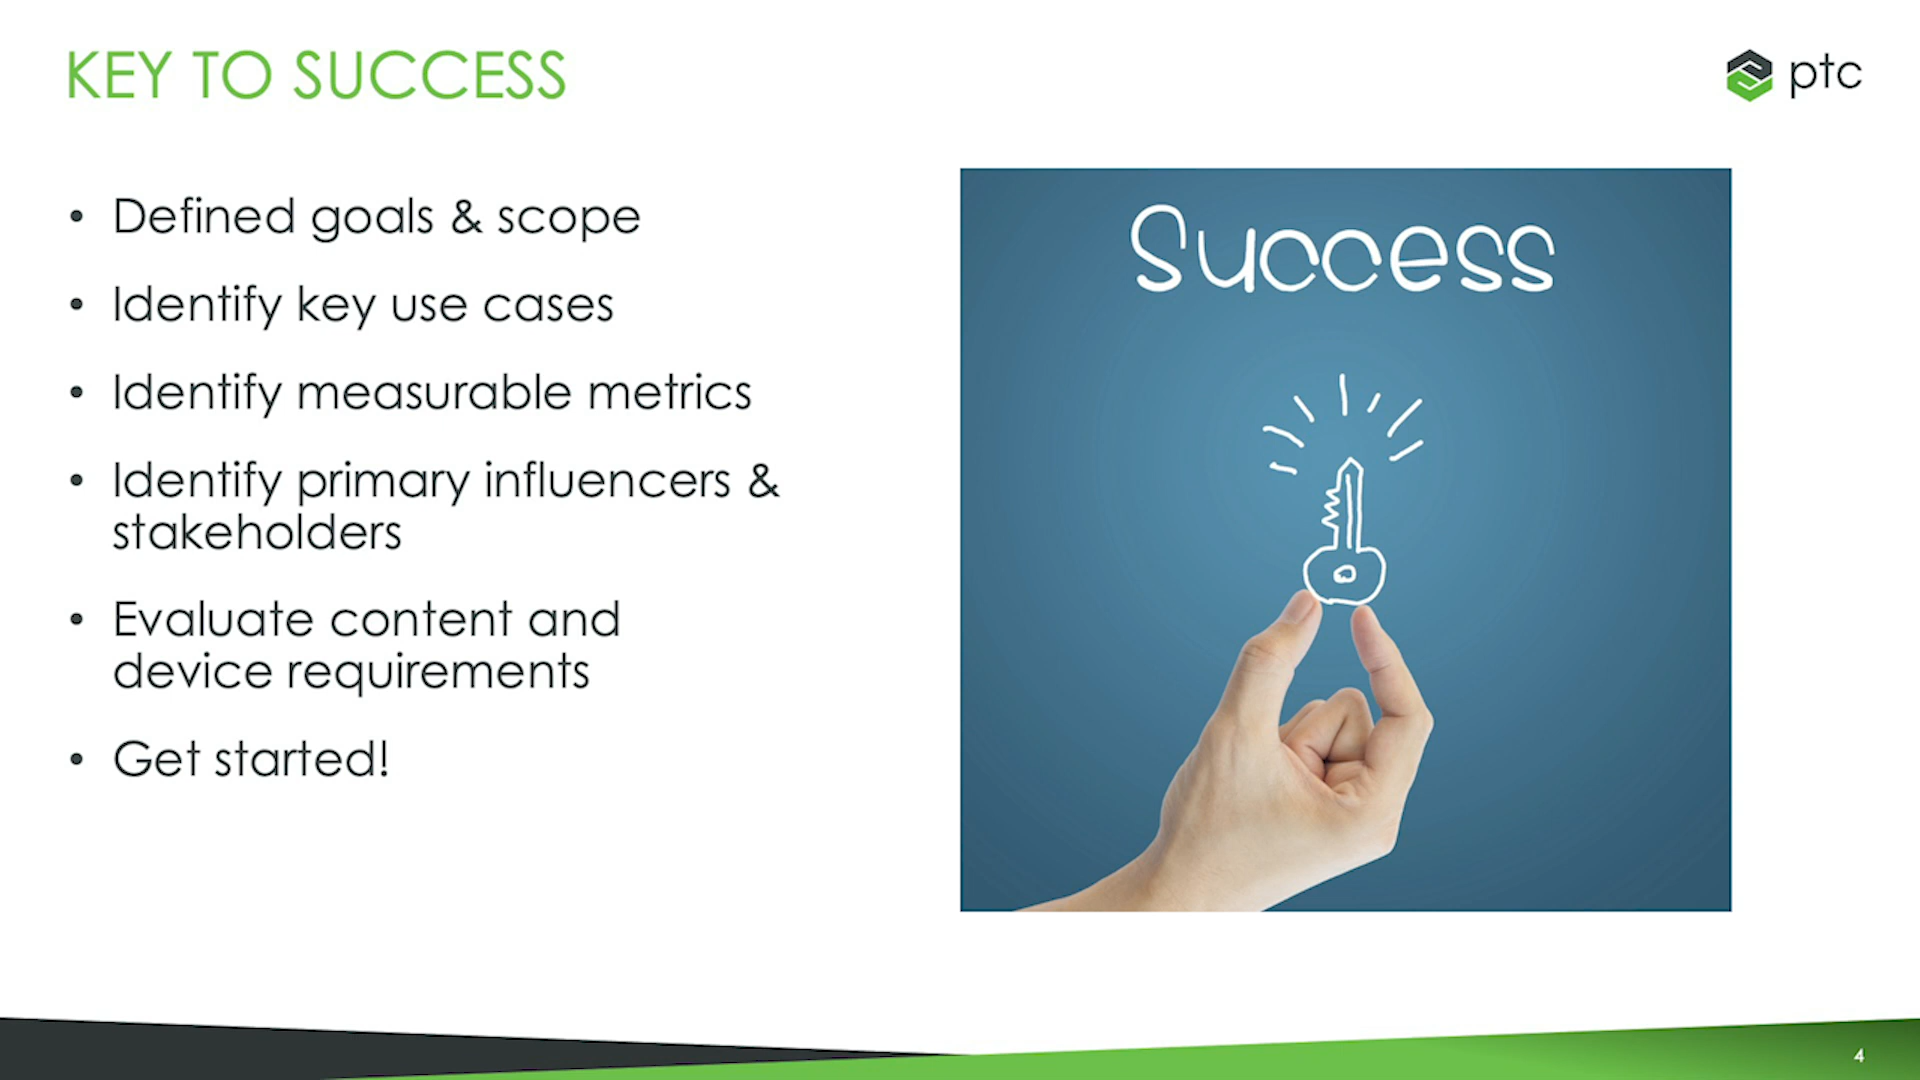 KEY TO SUCCESS
ptc
• Defined goals & scope
• Identify key use cases
• Identify measurable metrics
• Identify primary influencers &
stakeholders
• Evaluate content and
device requirements
• Get started!
Success
4